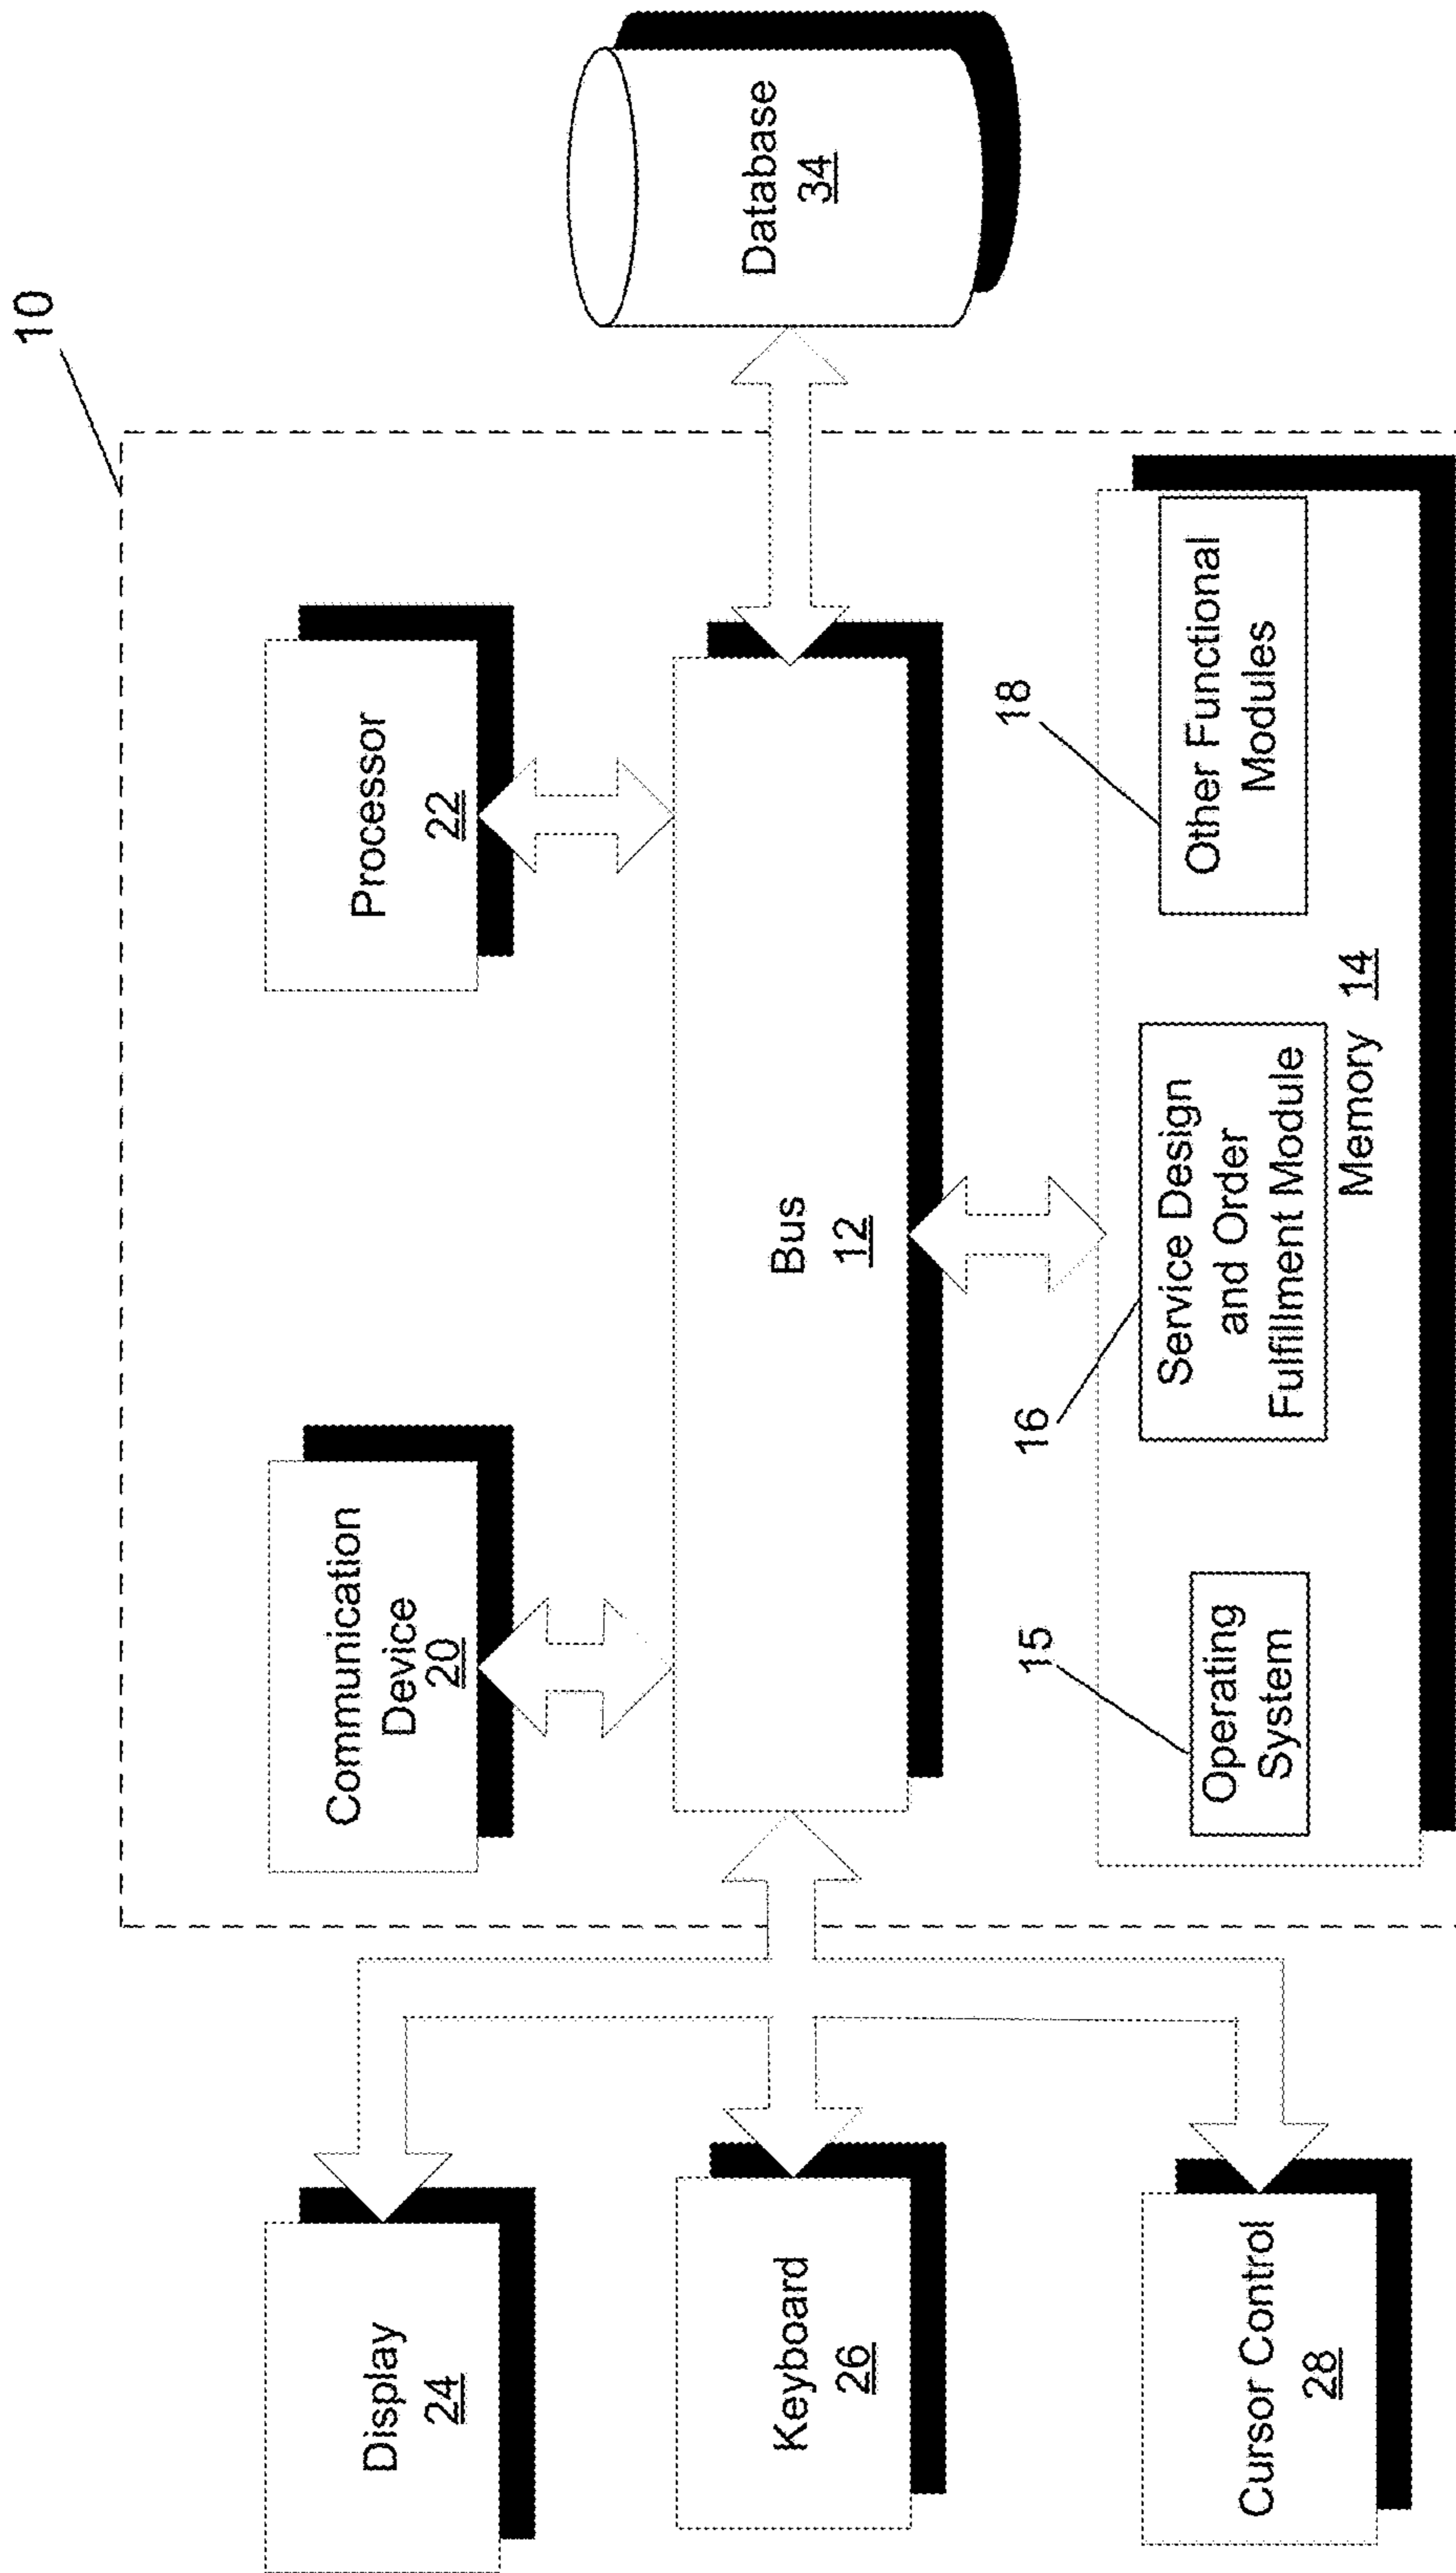 10
Communication
Device
20
Processor
22
Display
24
Keyboard
26
Cursor Control
28
Bus
12
Database
34
15
16
18
Operating
System
Service Design
and Order
Fulfillment Module
Other Functional
Modules
Memory 14